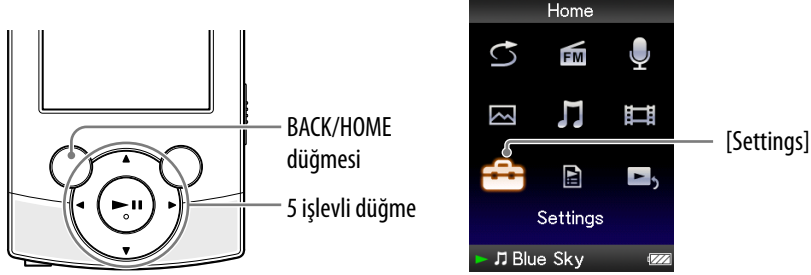 BACK/HOME
düğmesi
5 işlevli düğme
Home
FM
Settings
Blue Sky
[Settings]